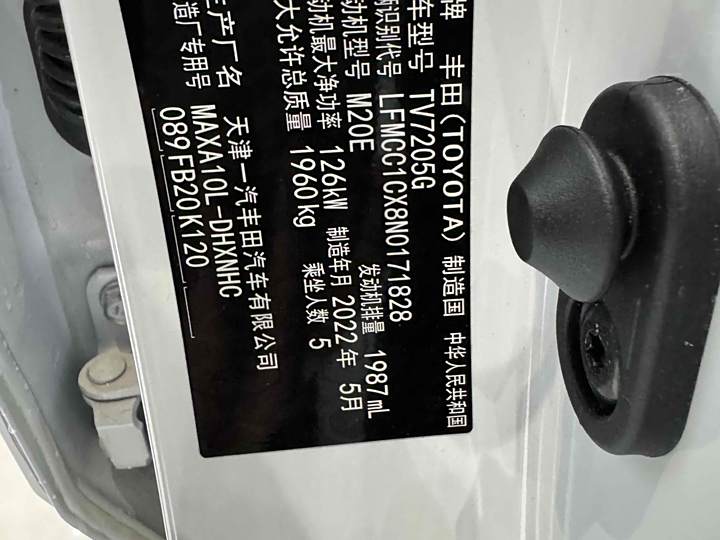 牌 丰田(TOYOTA) 制造国 中华人民共和国
车型号 TV7205G
识别代号 LFMCC1CX8N0171828
动机型号 M20E 发动机排量 1987mL
动机最大净功率 126kW 制造年月 2022年 5月
大允许总质量 1960kg 乘坐人数 5
生产厂名 天津一汽丰田汽车有限公司
造厂专用号 MAXA10L-DHXNHC
089FB20K120